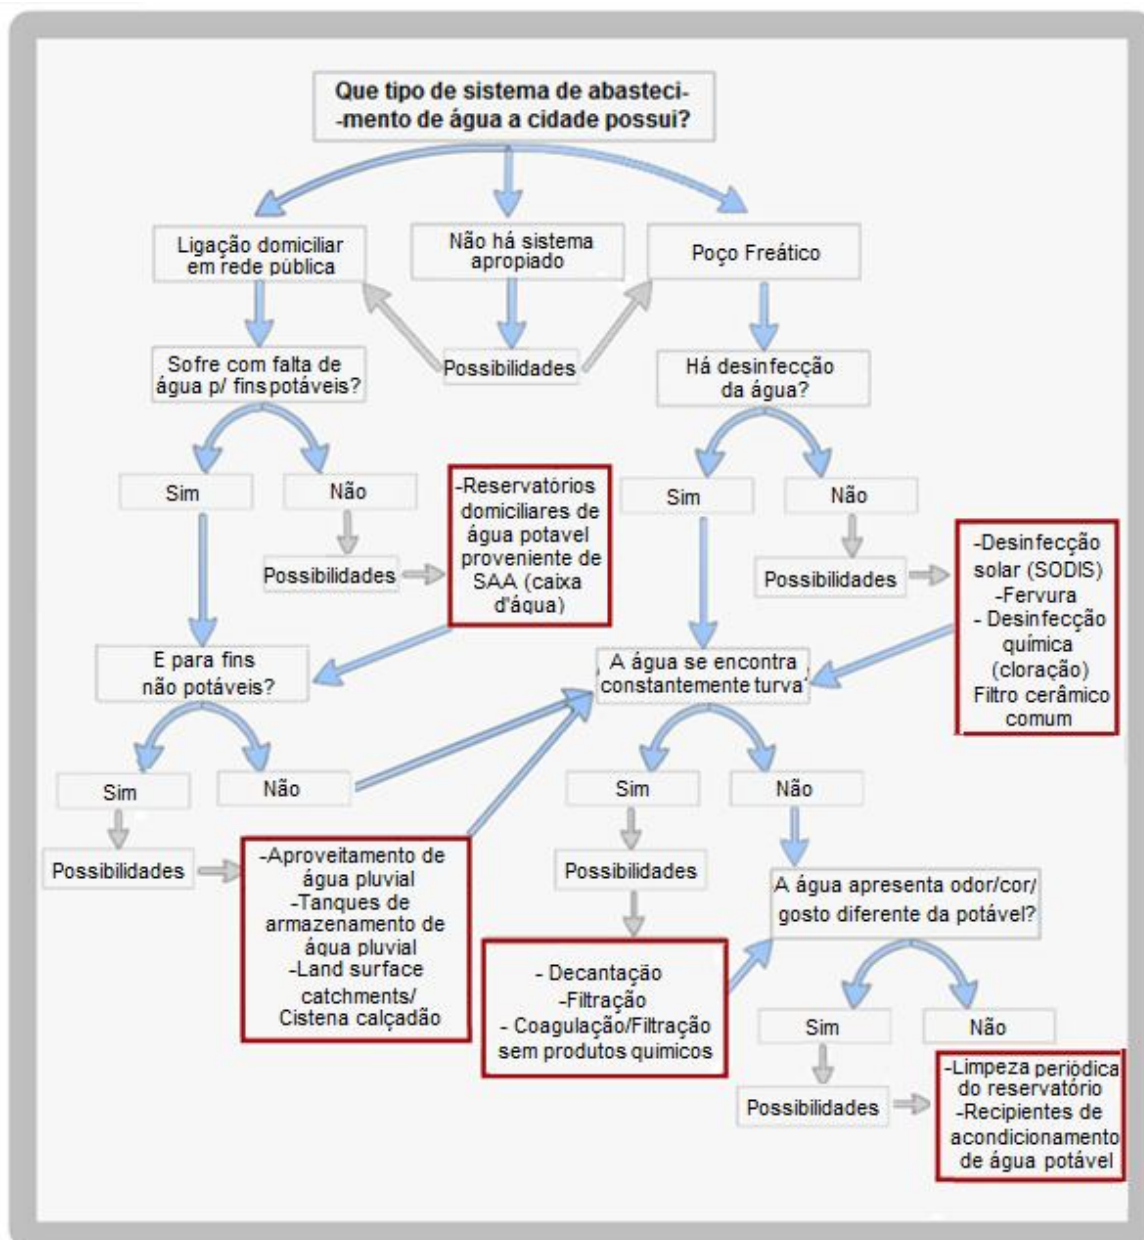 Que tipo de sistema de abasteci-
-mento de água a cidade possui?
Ligação domiciliar
em rede pública
Não há sistema
apropiado
Poço Freático
Sofre com falta de
água p/ fins potáveis?
Possibilidades
Há desinfecção
da água?
Sim
Não
Possibilidades
-Reservatórios
domiciliares de
água potavel
proveniente de
SAA (caixa
d'água)
Sim
Não
Possibilidades
-Desinfecção
solar (SODIS)
-Fervura
- Desinfecção
química
(cloração)
Filtro cerâmico
comum
E para fins
não potáveis?
A água se encontra
constantemente turva
Sim
Não
Sim
Não
Possibilidades
-Aproveitamento de
água pluvial
-Tanques de
armazenamento de
água pluvial
-Land surface
catchments/
Cistena calçadão
Possibilidades
A água apresenta odor/cor/
gosto diferente da potável?
- Decantação
-Filtração
- Coagulação/Filtração
sem produtos quimicos
Sim
Não
Possibilidades
-Limpeza periódica
do reservatório
-Recipientes de
acondicionamento
de água potável